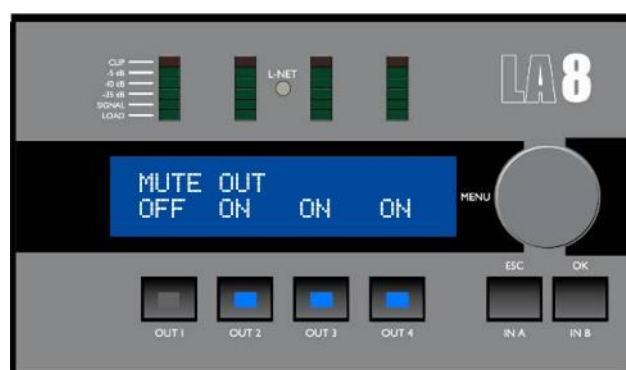 CLIP
-5 dB
-10 dB
-25 dB
SIGNAL
LOAD
L-NET
LA8
MUTE OUT
OFF ON ON ON
MENU
ESC OK
OUT 1 OUT 2 OUT 3 OUT 4 IN A IN B